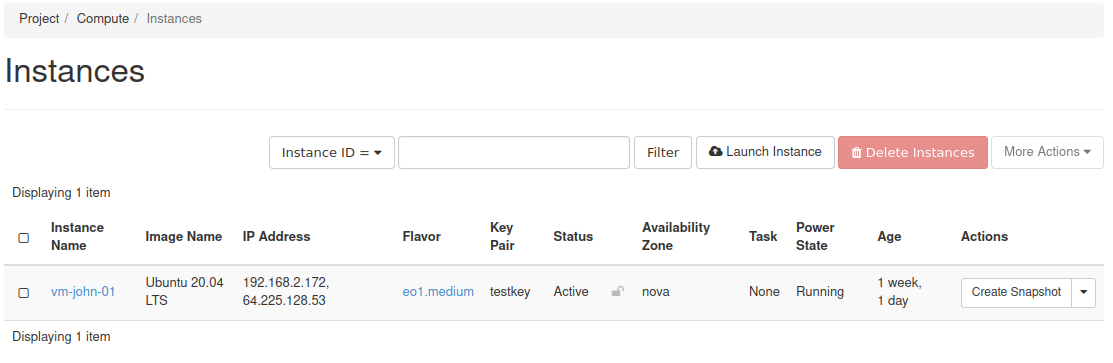 Project / Compute / Instances
Instances
Instance ID = Filter Launch Instance Delete Instances More Actions
Displaying 1 item
Instance Name Image Name IP Address Flavor Key Pair Status Availability Zone Task Power State Age Actions
vm-john-01 Ubuntu 20.04 LTS 192.168.2.172, 64.225.128.53 eo1.medium testkey Active nova None Running 1 week, 1 day Create Snapshot
Displaying 1 item